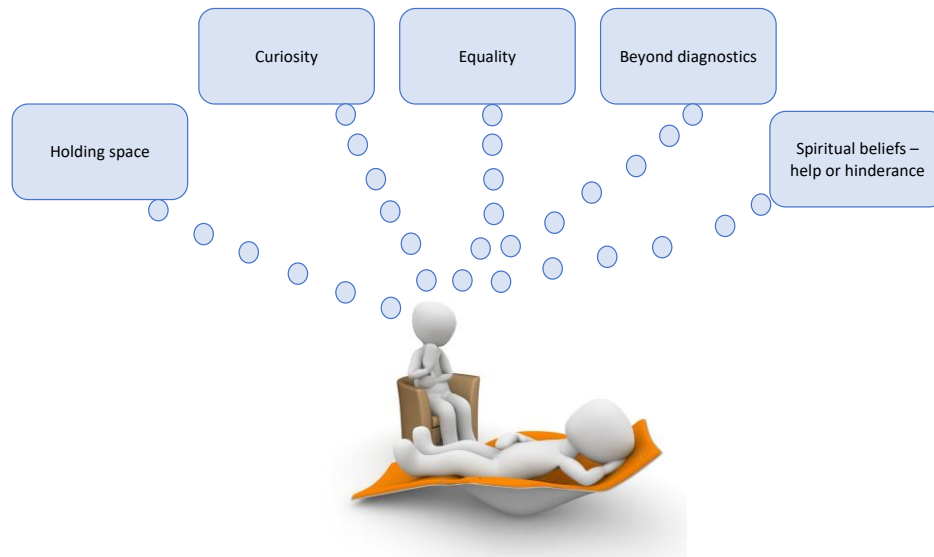 Holding space
Curiosity
Equality
Beyond diagnostics
Spiritual beliefs –
help or hinderance